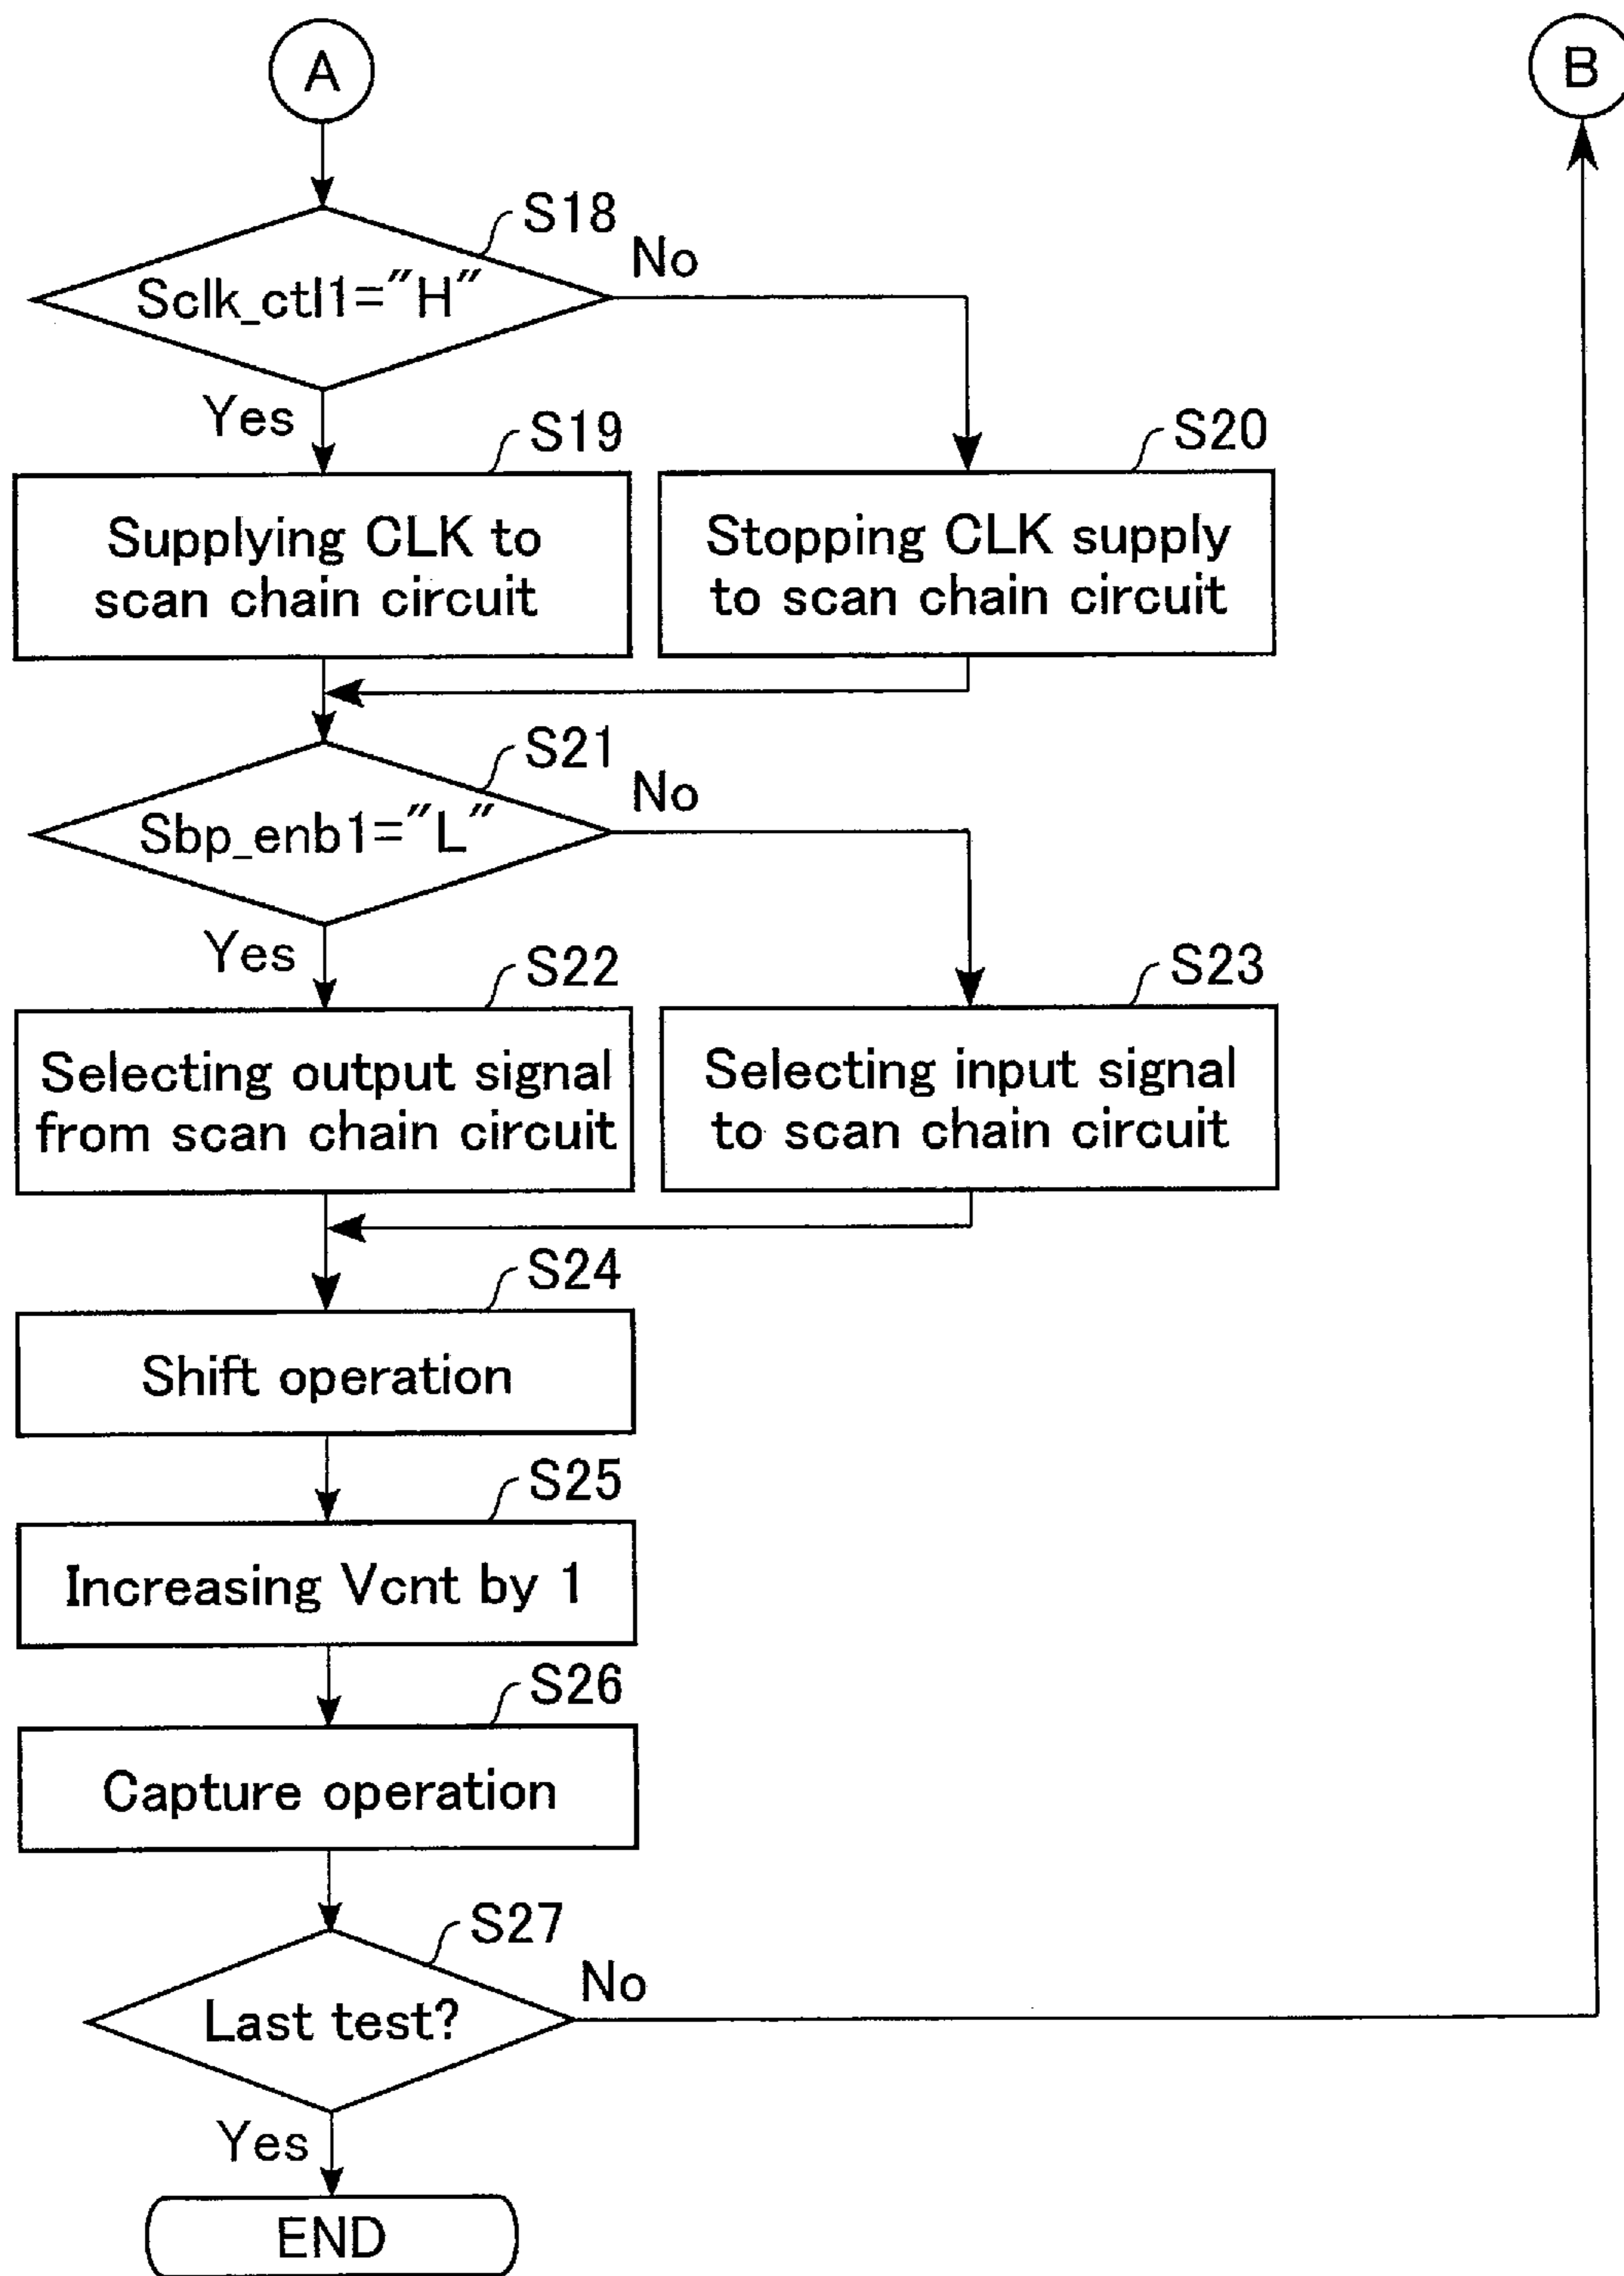 A
B
S18
Sclk_ctl1="H"
No
Yes
S19
Supplying CLK to
scan chain circuit
S20
Stopping CLK supply
to scan chain circuit
S21
Sbp_enb1="L"
No
Yes
S22
Selecting output signal
from scan chain circuit
S23
Selecting input signal
to scan chain circuit
S24
Shift operation
S25
Increasing Vcnt by 1
S26
Capture operation
S27
Last test?
No
Yes
END